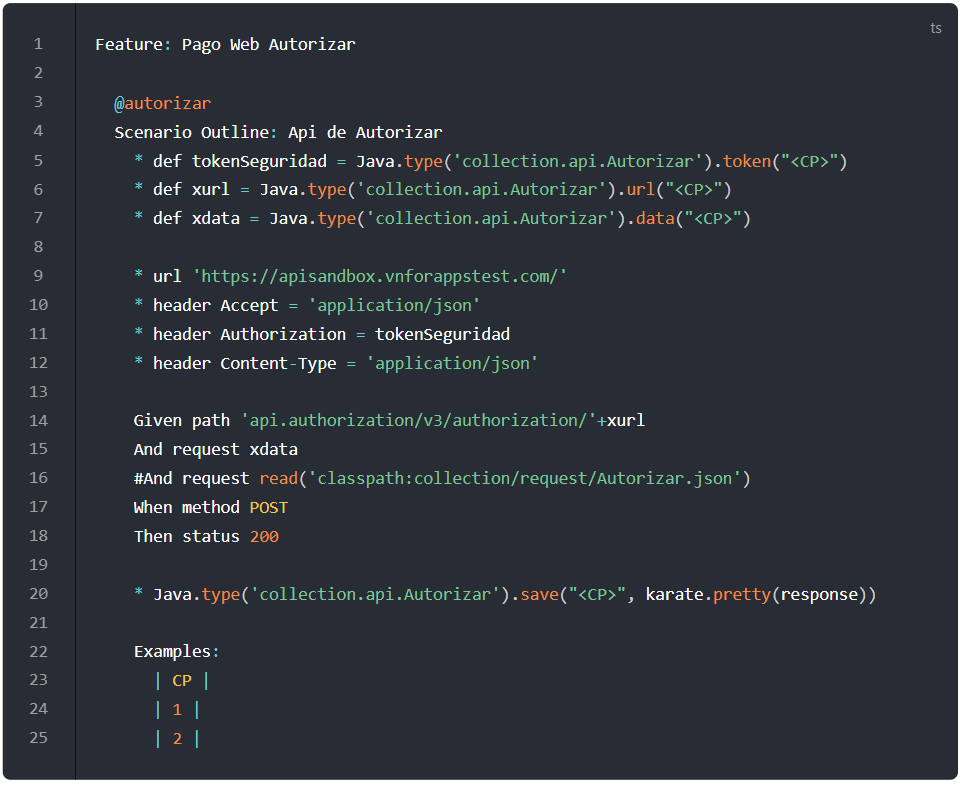 ts
1 Feature: Pago Web Autorizar
2
3 @autorizar
4 Scenario Outline: Api de Autorizar
5 * def tokenSeguridad = Java.type('collection.api.Autorizar').token("<CP>")
6 * def xurl = Java.type('collection.api.Autorizar').url("<CP>")
7 * def xdata = Java.type('collection.api.Autorizar').data("<CP>")
8
9 * url 'https://apisandbox.vnforappstest.com/'
10 * header Accept = 'application/json'
11 * header Authorization = tokenSeguridad
12 * header Content-Type = 'application/json'
13
14 Given path 'api.authorization/v3/authorization/'+xurl
15 And request xdata
16 #And request read('classpath:collection/request/Autorizar.json')
17 When method POST
18 Then status 200
19
20 * Java.type('collection.api.Autorizar').save("<CP>", karate.pretty(response))
21
22 Examples:
23 | CP |
24 | 1 |
25 | 2 |